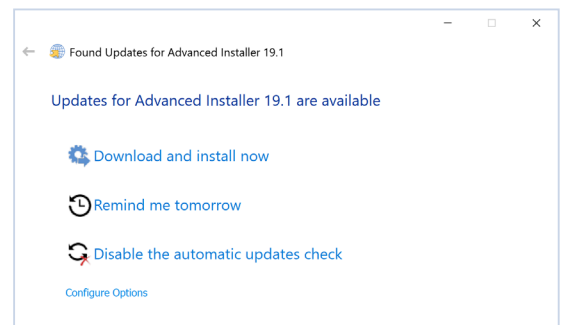 Found Updates for Advanced Installer 19.1
Updates for Advanced Installer 19.1 are available
Download and install now
Remind me tomorrow
Disable the automatic updates check
Configure Options